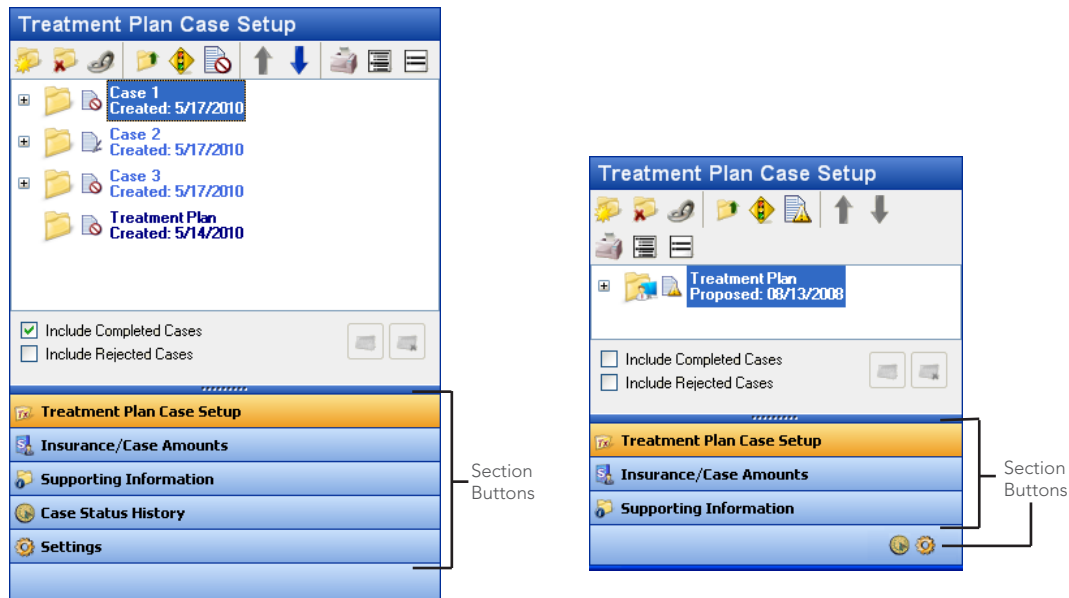 Treatment Plan Case Setup
Case 1
Created: 5/17/2010
Case 2
Created: 5/17/2010
Case 3
Created: 5/17/2010
Treatment Plan
Created: 5/14/2010
Include Completed Cases
Include Rejected Cases
Treatment Plan Case Setup
Insurance/Case Amounts
Supporting Information
Case Status History
Settings
Section
Buttons
Treatment Plan Case Setup
Treatment Plan
Proposed: 08/13/2008
Include Completed Cases
Include Rejected Cases
Treatment Plan Case Setup
Insurance/Case Amounts
Supporting Information
Section
Buttons